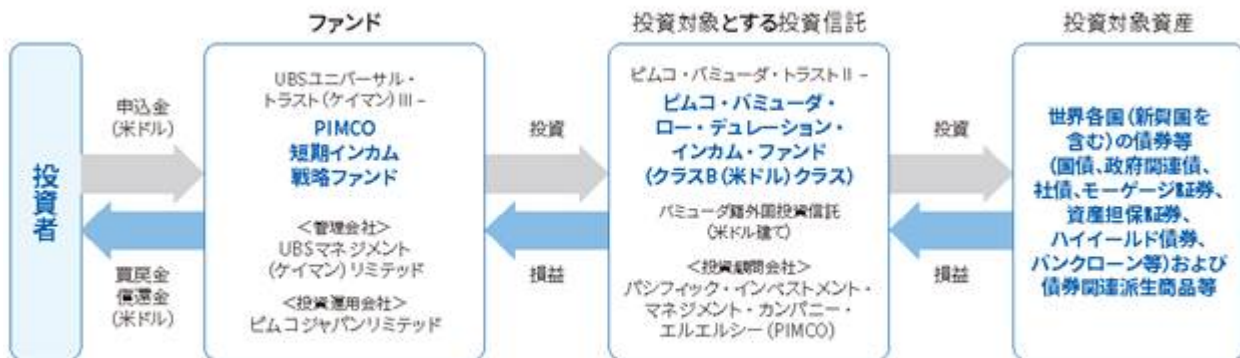 ファンド
投資対象とする投資信託
投資対象資産
投資者
申込金
(米ドル)
買戻金
償還金
(米ドル)
UBSユニバーサル・
トラスト(ケイマン)III –
PIMCO
短期インカム
戦略ファンド
<管理会社>
UBSマネジメント
(ケイマン)リミテッド
<投資運用会社>
ピムコジャパンリミテッド
投資
損益
ピムコ・バミューダ・トラストII –
ピムコ・バミューダ・
ロー・デュレーション・
インカム・ファンド
(クラスB(米ドル)クラス)
バミューダ籍外国投資信託
(米ドル建て)
<投資顧問会社>
パシフィック・インベストメント・
マネジメント・カンパニー・
エルエルシー(PIMCO)
投資
損益
世界各国(新興国を
含む)の債券等
(国債、政府関連債、
社債、モーゲージ証券、
資産担保証券、
ハイイールド債券、
バンクローン等)および
債券関連派生商品等